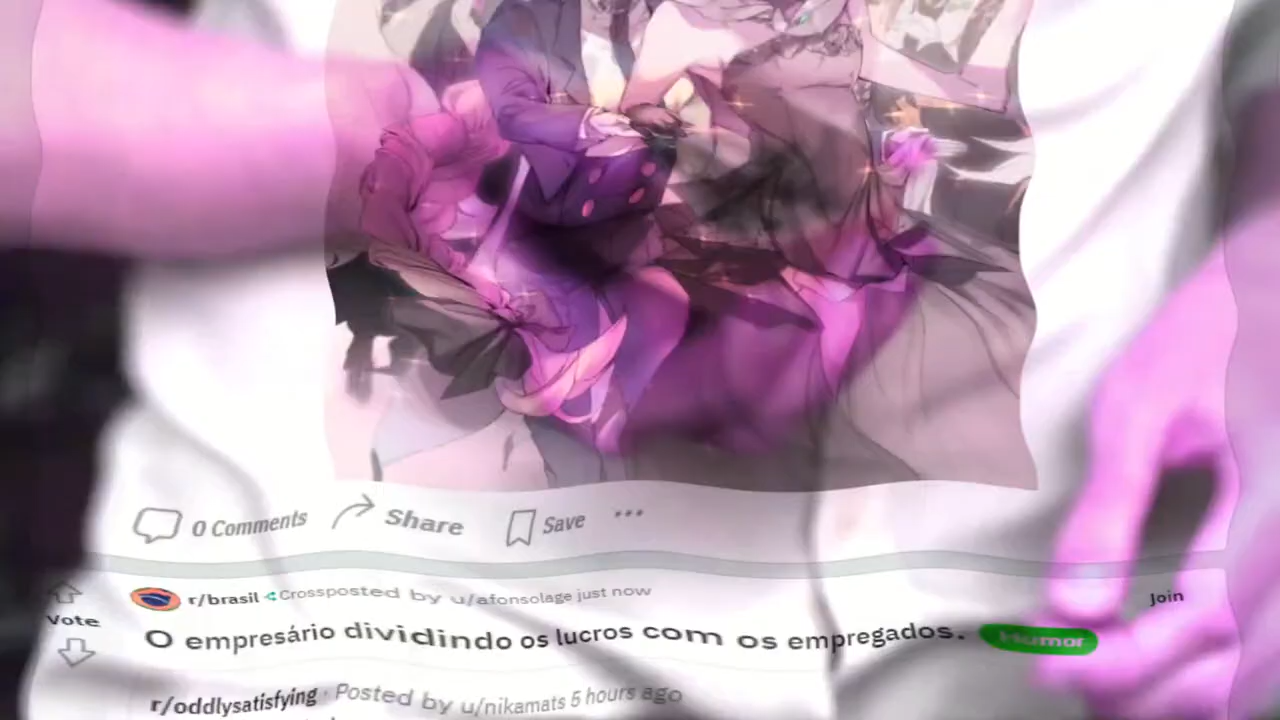 0 Comments Share Save ...
r/brasil Crossposted by u/afonsolage just now Join
Vote
O empresário dividindo os lucros com os empregados. Humor
r/oddlysatisfying · Posted by u/nikamats 5 hours ago